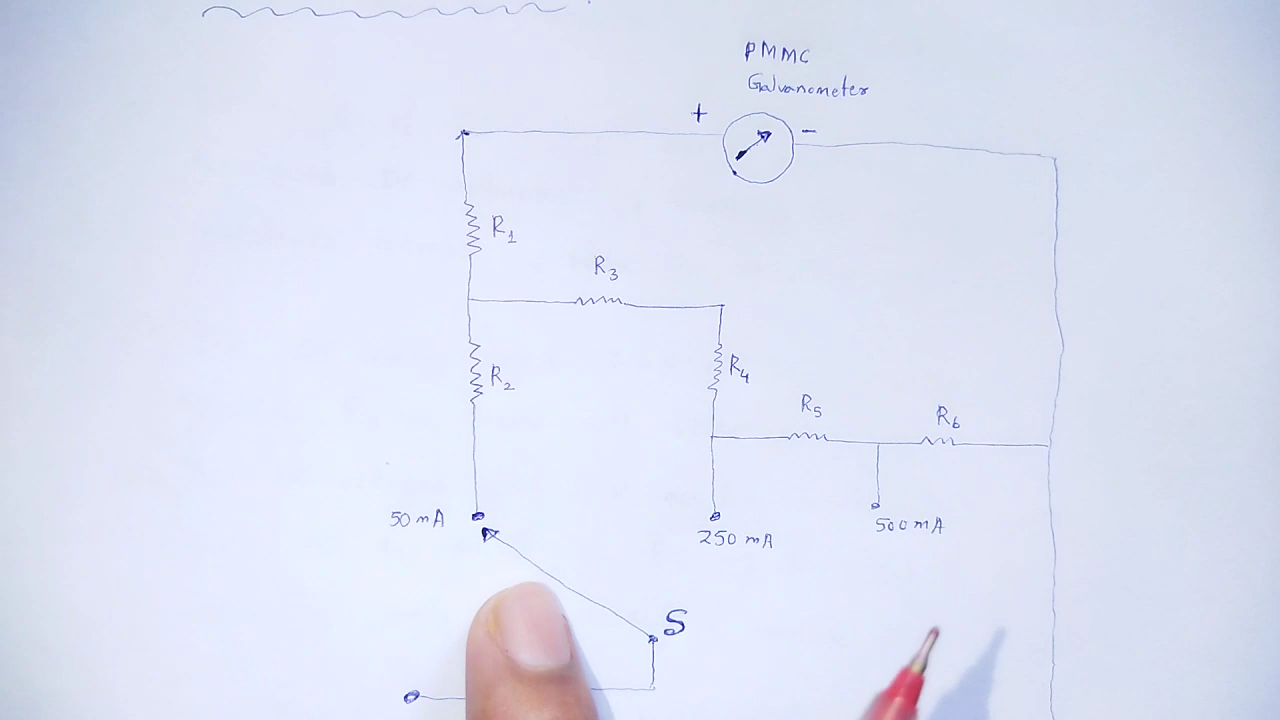 PMMC
Galvanometer
+
-
R1
R3
R2
R4
R5
R6
50 mA
250 mA
500 mA
S